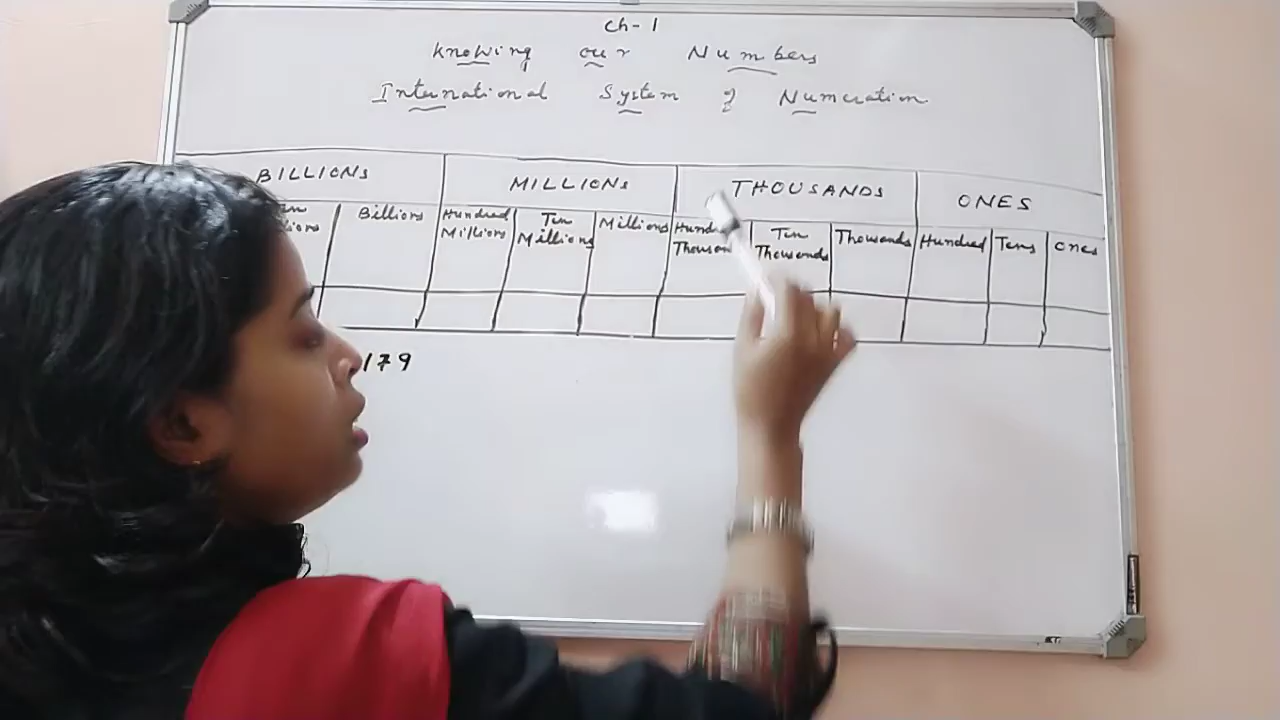 Ch-1
Knowing our Numbers
International System of Numeration
BILLIONS MILLIONS THOUSANDS ONES
Billions Hundred Millions Ten Millions Millions Ten Thousands Thousands Hundred Tens Ones
179